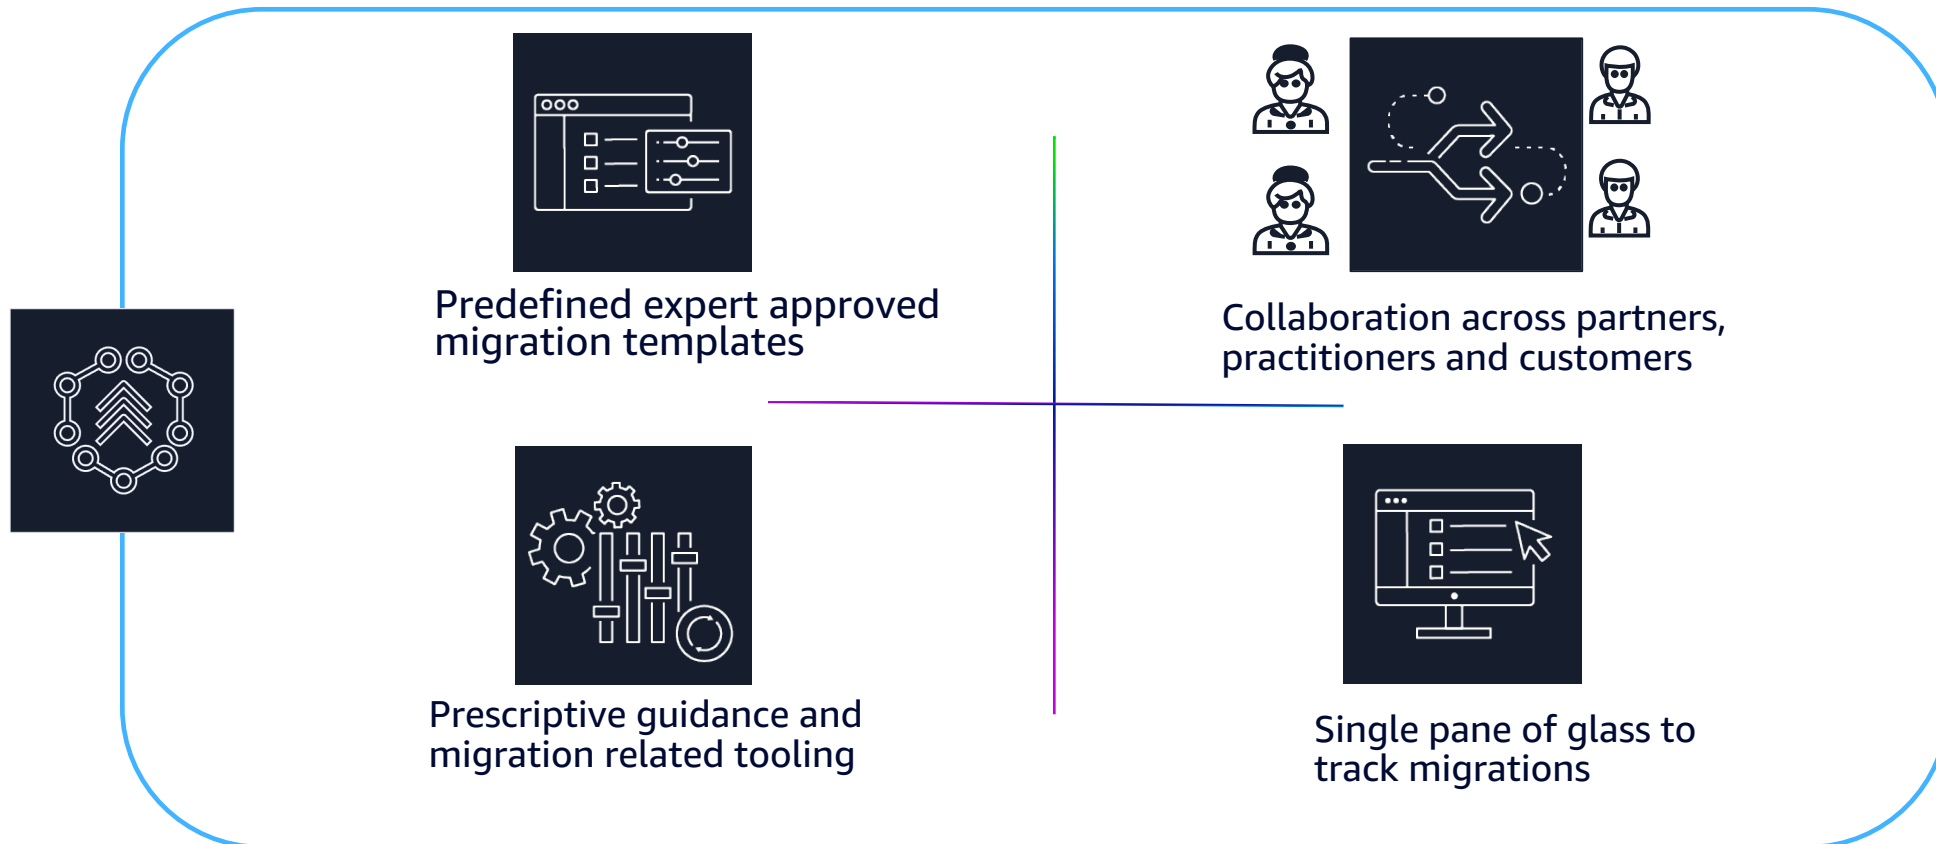 Predefined expert approved
migration templates
Collaboration across partners,
practitioners and customers
Prescriptive guidance and
migration related tooling
Single pane of glass to
track migrations